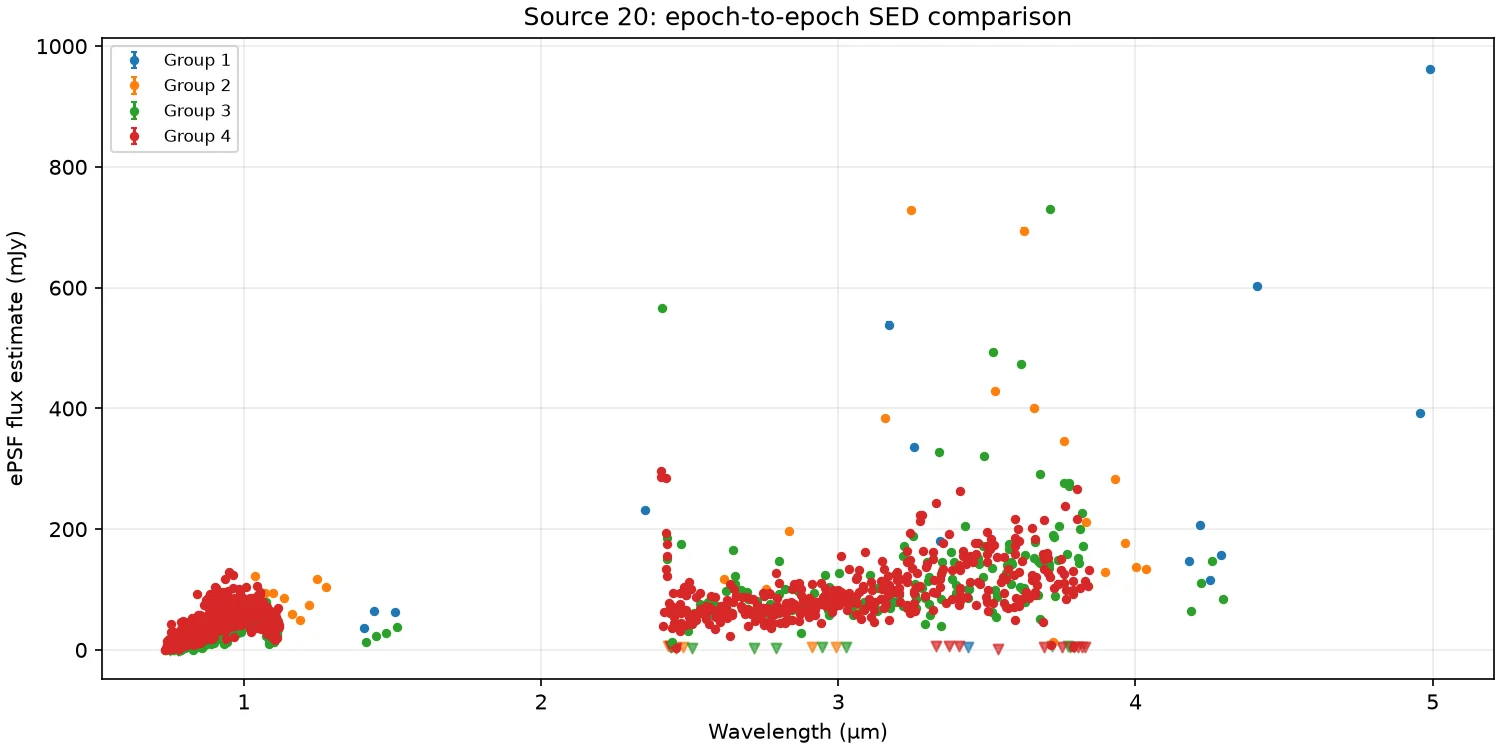 Source 20: epoch-to-epoch SED comparison
1000
800
600
400
200
0
ePSF flux estimate (mJy)
Group 1
Group 2
Group 3
Group 4
1 2 3 4 5
Wavelength (μm)